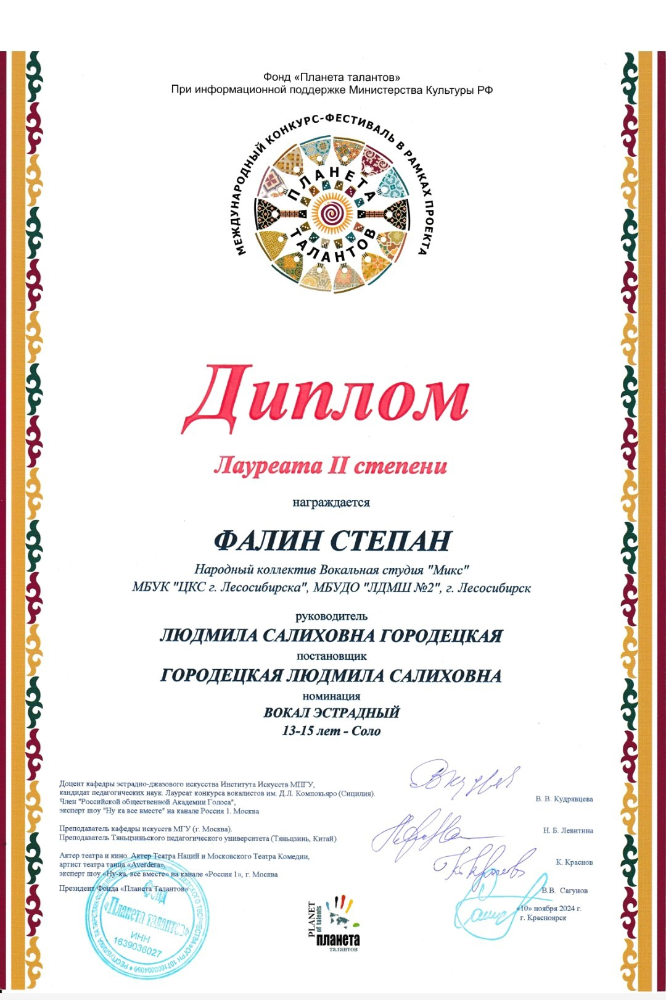 Фонд «Планета талантов»
При информационной поддержке Министерства Культуры РФ
МЕЖДУНАРОДНЫЙ КОНКУРС-ФЕСТИВАЛЬ В РАМКАХ ПРОЕКТА
ПЛАНЕТА
ТАЛАНТОВ
Диплом
Лауреата II степени
награждается
ФАЛИН СТЕПАН
Народный коллектив Вокальная студия "Микс"
МБУК "ЦКС г. Лесосибирска", МБУДО "ЛДМШ №2", г. Лесосибирск
руководитель
ЛЮДМИЛА САЛИХОВНА ГОРОДЕЦКАЯ
постановщик
ГОРОДЕЦКАЯ ЛЮДМИЛА САЛИХОВНА
номинация
ВОКАЛ ЭСТРАДНЫЙ
13-15 лет - Соло
Доцент кафедры эстрадно-джазового искусства Института Искусств МПГУ,
кандидат педагогических наук. Лауреат конкурса вокалистов им. Д.Л. Компокьяро (Сицилия).
Член "Российской общественной Академии Голоса",
эксперт шоу "Ну ка все вместе" на канале Россия 1. Москва
В. В. Кудрявцева
Преподаватель кафедры искусств МГУ (г. Москва).
Преподаватель Тяньцзиньского педагогического университета (Тяньцзинь, Китай)
Н. Б. Левитина
Актер театра и кино. Актер Театра Наций и Московского Театра Комедии,
артист театра танца «Averdera»,
эксперт шоу «Ну-ка, все вместе» на канале «Россия 1», г. Москва
К. Краснов
Президент Фонда «Планета Талантов»
В.В. Сагунов
«10» ноября 2024 г.
г. Красноярск
Фонд
«Планета талантов»
ИНН
1639036027
РЕСПУБЛИКА ТАТАРСТАН
PLANET
of talents
планета
талантов